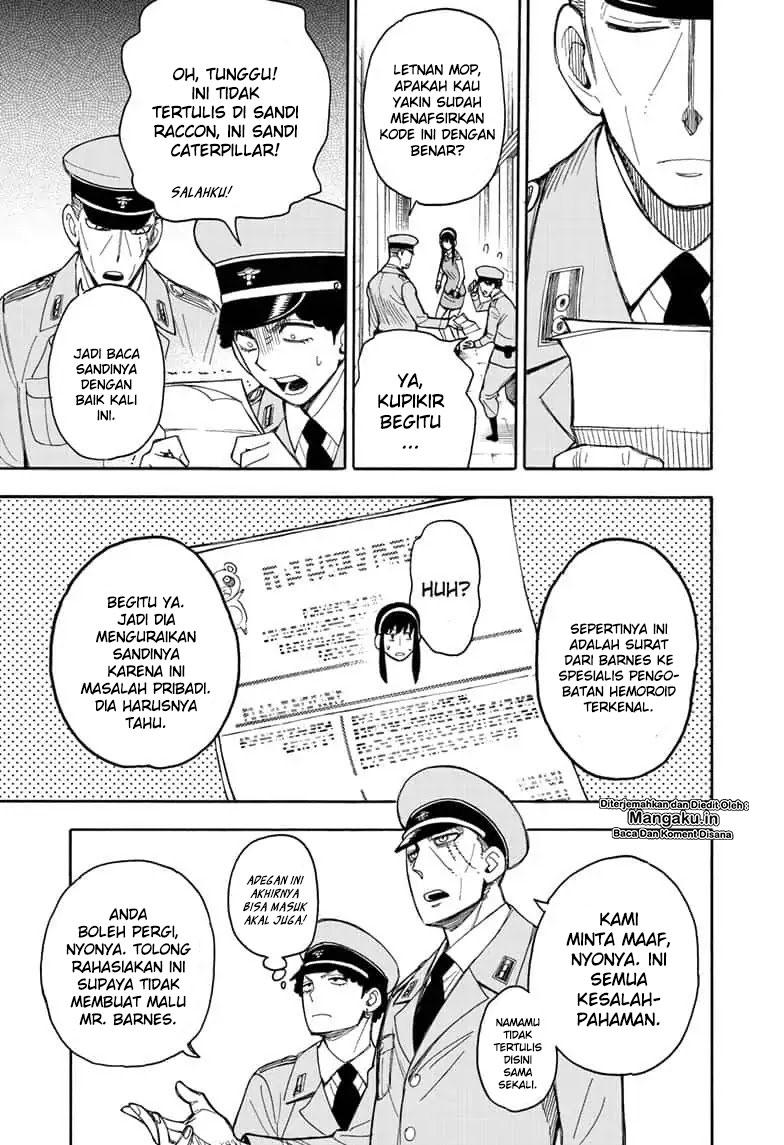 LETNAN MOP,
APAKAH KAU
YAKIN SUDAH
MENAFSIRKAN
KODE INI DENGAN
BENAR?
YA,
KUPIKIR
BEGITU
...
OH, TUNGGU!
INI TIDAK
TERTULIS DI SANDI
RACCON, INI SANDI
CATERPILLAR!
SALAHKU!
JADI BACA
SANDINYA
DENGAN
BAIK KALI
INI.
SEPERTINYA INI
ADALAH SURAT
DARI BARNES KE
SPESIALIS PENGO-
BATAN HEMOROID
TERKENAL.
HUH?
BEGITU YA.
JADI DIA
MENGURAIKAN
SANDINYA
KARENA INI
MASALAH PRIBADI.
DIA HARUSNYA
TAHU.
Diterjemahkan dan Diedit Oleh:
Mangaku.in
Baca Dan Koment Disana
KAMI
MINTA MAAF,
NYONYA. INI
SEMUA
KESALAH-
PAHAMAN.
NAMAMU
TIDAK
TERTULIS
DISINI
SAMA
SEKALI.
ADEGAN INI
AKHIRNYA
BISA MASUK
AKAL JUGA!
ANDA
BOLEH PERGI,
NYONYA. TOLONG
RAHASIAKAN INI
SUPAYA TIDAK
MEMBUAT MALU
MR. BARNES.